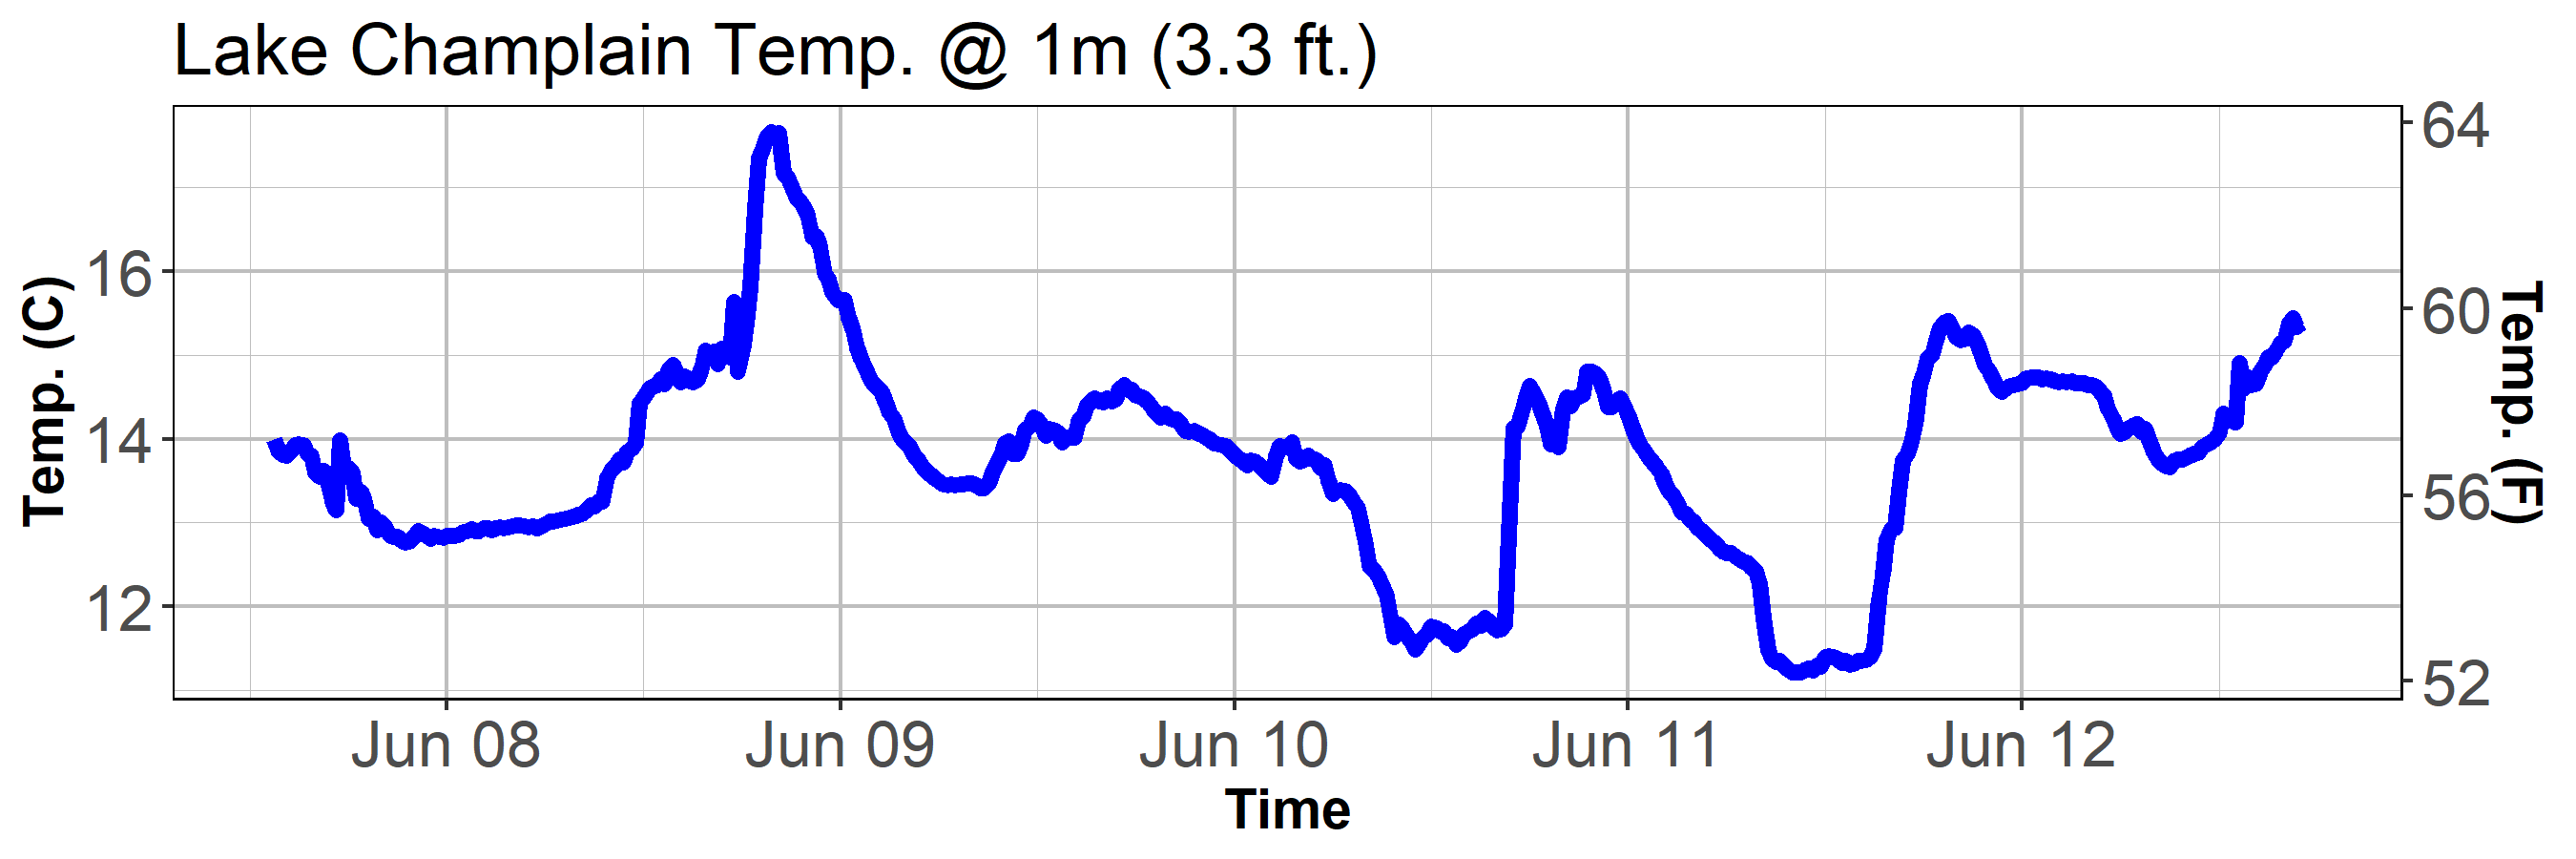 Lake Champlain Temp. @ 1m (3.3 ft.)
Temp. (C)
16
14
12
64
60
56
52
Temp. (F)
Jun 08 Jun 09 Jun 10 Jun 11 Jun 12
Time